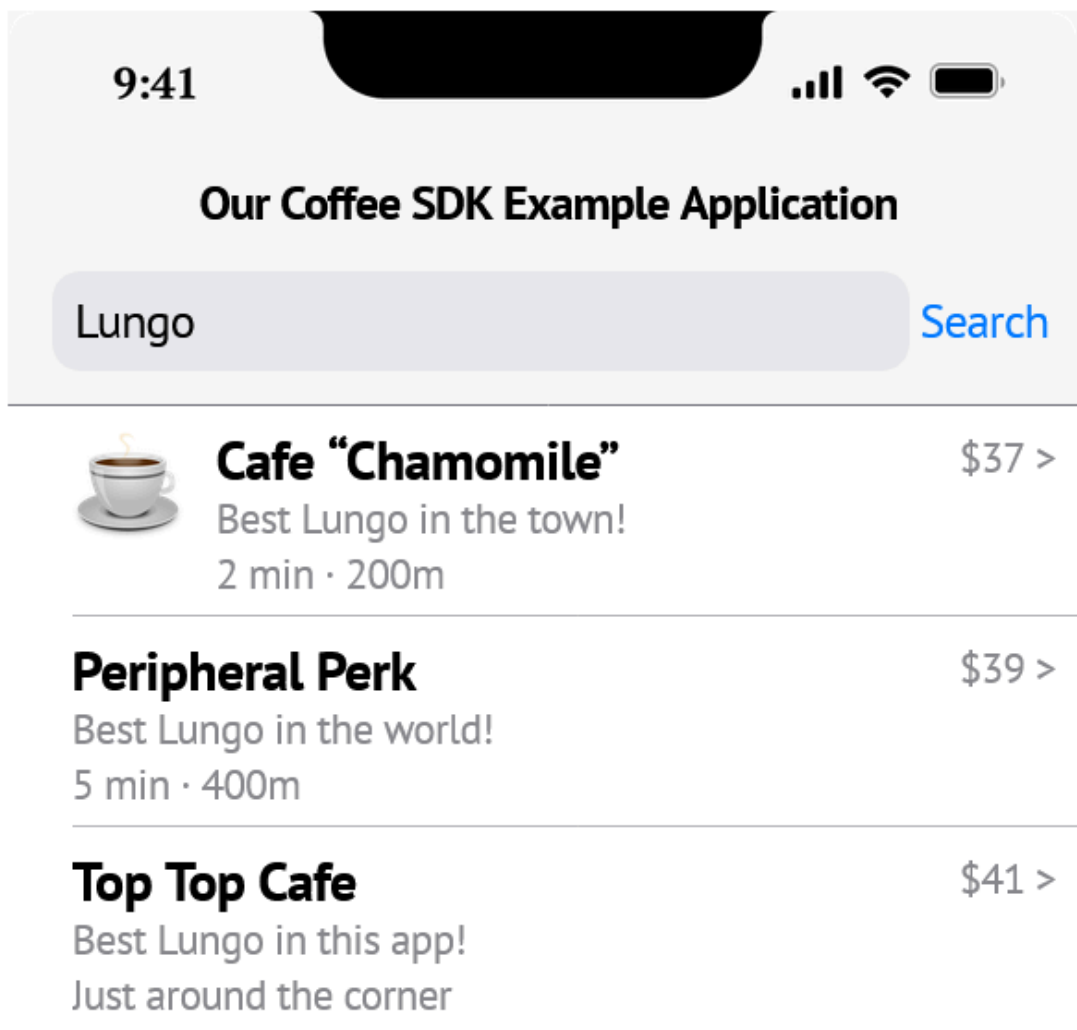 9:41
Our Coffee SDK Example Application
Lungo
Search
Cafe “Chamomile”
$37 >
Best Lungo in the town!
2 min · 200m
Peripheral Perk
$39 >
Best Lungo in the world!
5 min · 400m
Top Top Cafe
$41 >
Best Lungo in this app!
Just around the corner